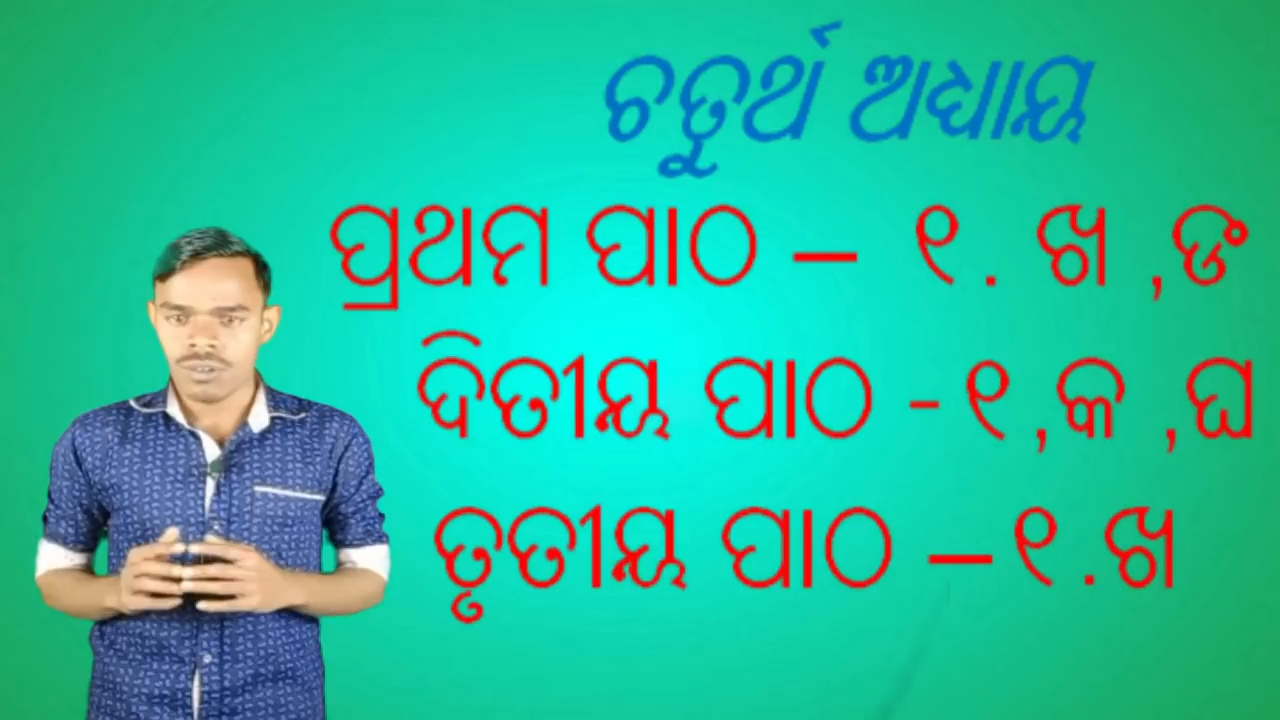 ଚତୁର୍ଥ ଅଧ୍ୟାୟ
ପ୍ରଥମ ପାଠ – ୧. ଖ ,ଙ
ଦିତୀୟ ପାଠ -୧,କ ,ଘ
ତୃତୀୟ ପାଠ –୧.ଖ